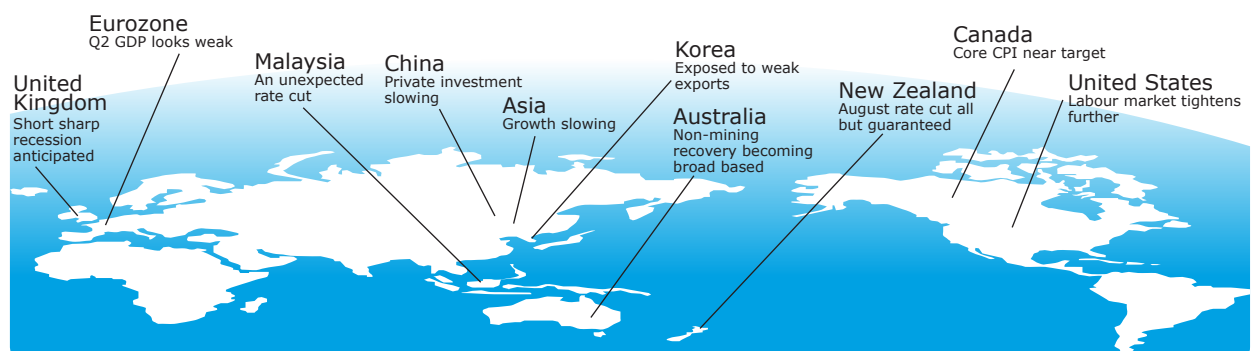 Eurozone
Q2 GDP looks weak
United
Kingdom
Short sharp
recession
anticipated
Malaysia
An unexpected
rate cut
China
Private investment
slowing
Asia
Growth slowing
Korea
Exposed to weak
exports
Australia
Non-mining
recovery becoming
broad based
New Zealand
August rate cut all
but guaranteed
Canada
Core CPI near target
United States
Labour market tightens
further